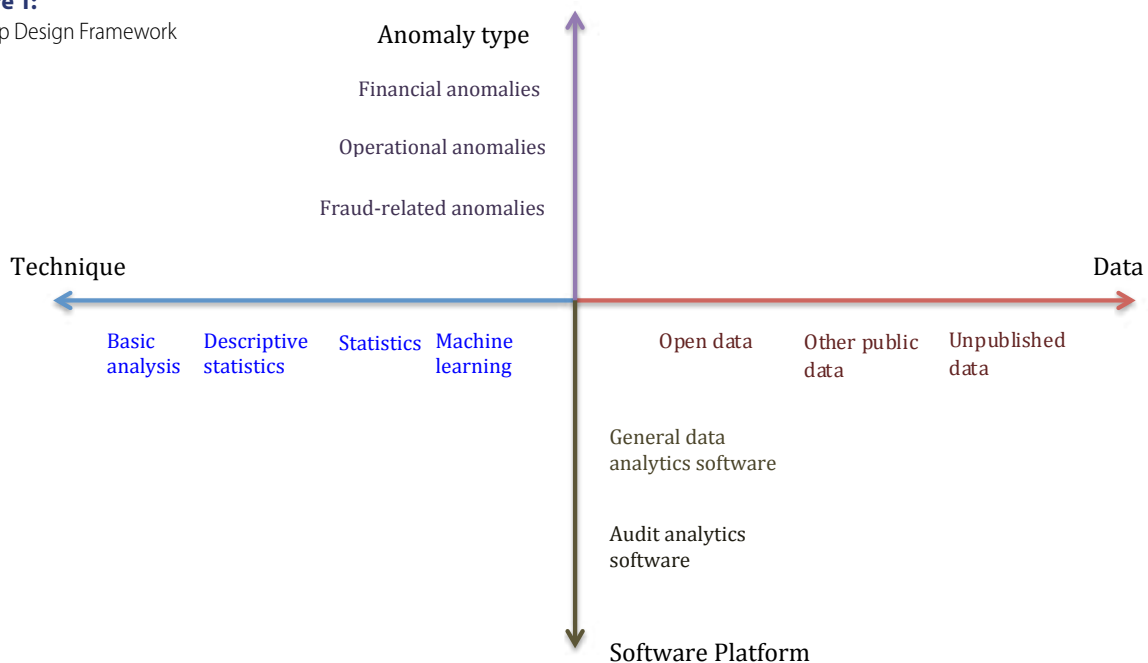 e 1:
p Design Framework
Anomaly type
Financial anomalies
Operational anomalies
Fraud-related anomalies
Technique
Data
Basic
analysis
Descriptive
statistics
Statistics
Machine
learning
Open data
Other public
data
Unpublished
data
General data
analytics software
Audit analytics
software
Software Platform